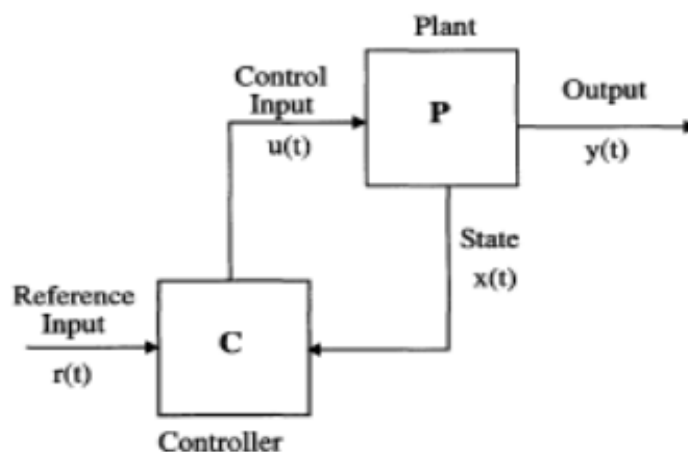 Plant
Control
Input
u(t)
P
Output
y(t)
State
x(t)
Reference
Input
r(t)
C
Controller